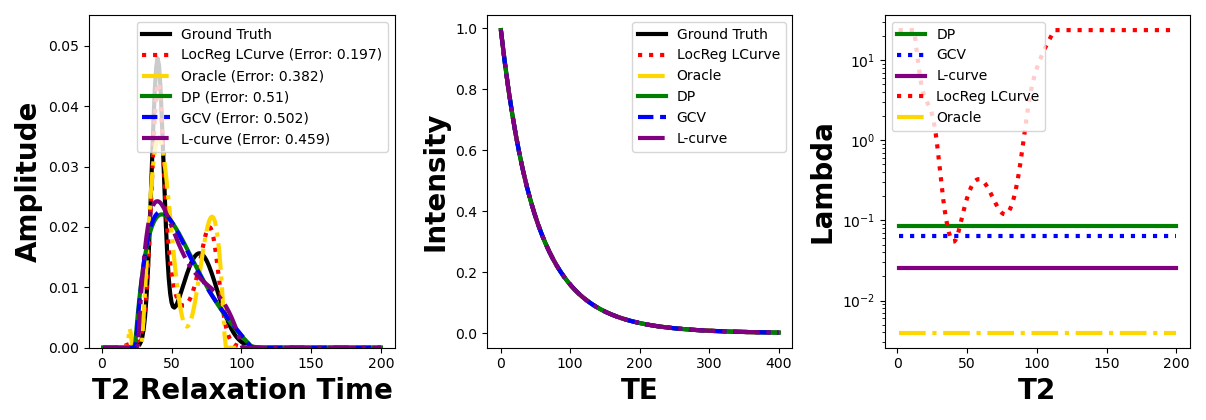 Amplitude
0.05
0.04
0.03
0.02
0.01
0.00
0
50
100
150
200
T2 Relaxation Time
Ground Truth
LocReg LCurve (Error: 0.197)
Oracle (Error: 0.382)
DP (Error: 0.51)
GCV (Error: 0.502)
L-curve (Error: 0.459)
Intensity
1.0
0.8
0.6
0.4
0.2
0.0
0
100
200
300
400
TE
Ground Truth
LocReg LCurve
Oracle
DP
GCV
L-curve
Lambda
10¹
10⁰
10⁻¹
10⁻²
0
50
100
150
200
T2
DP
GCV
L-curve
LocReg LCurve
Oracle